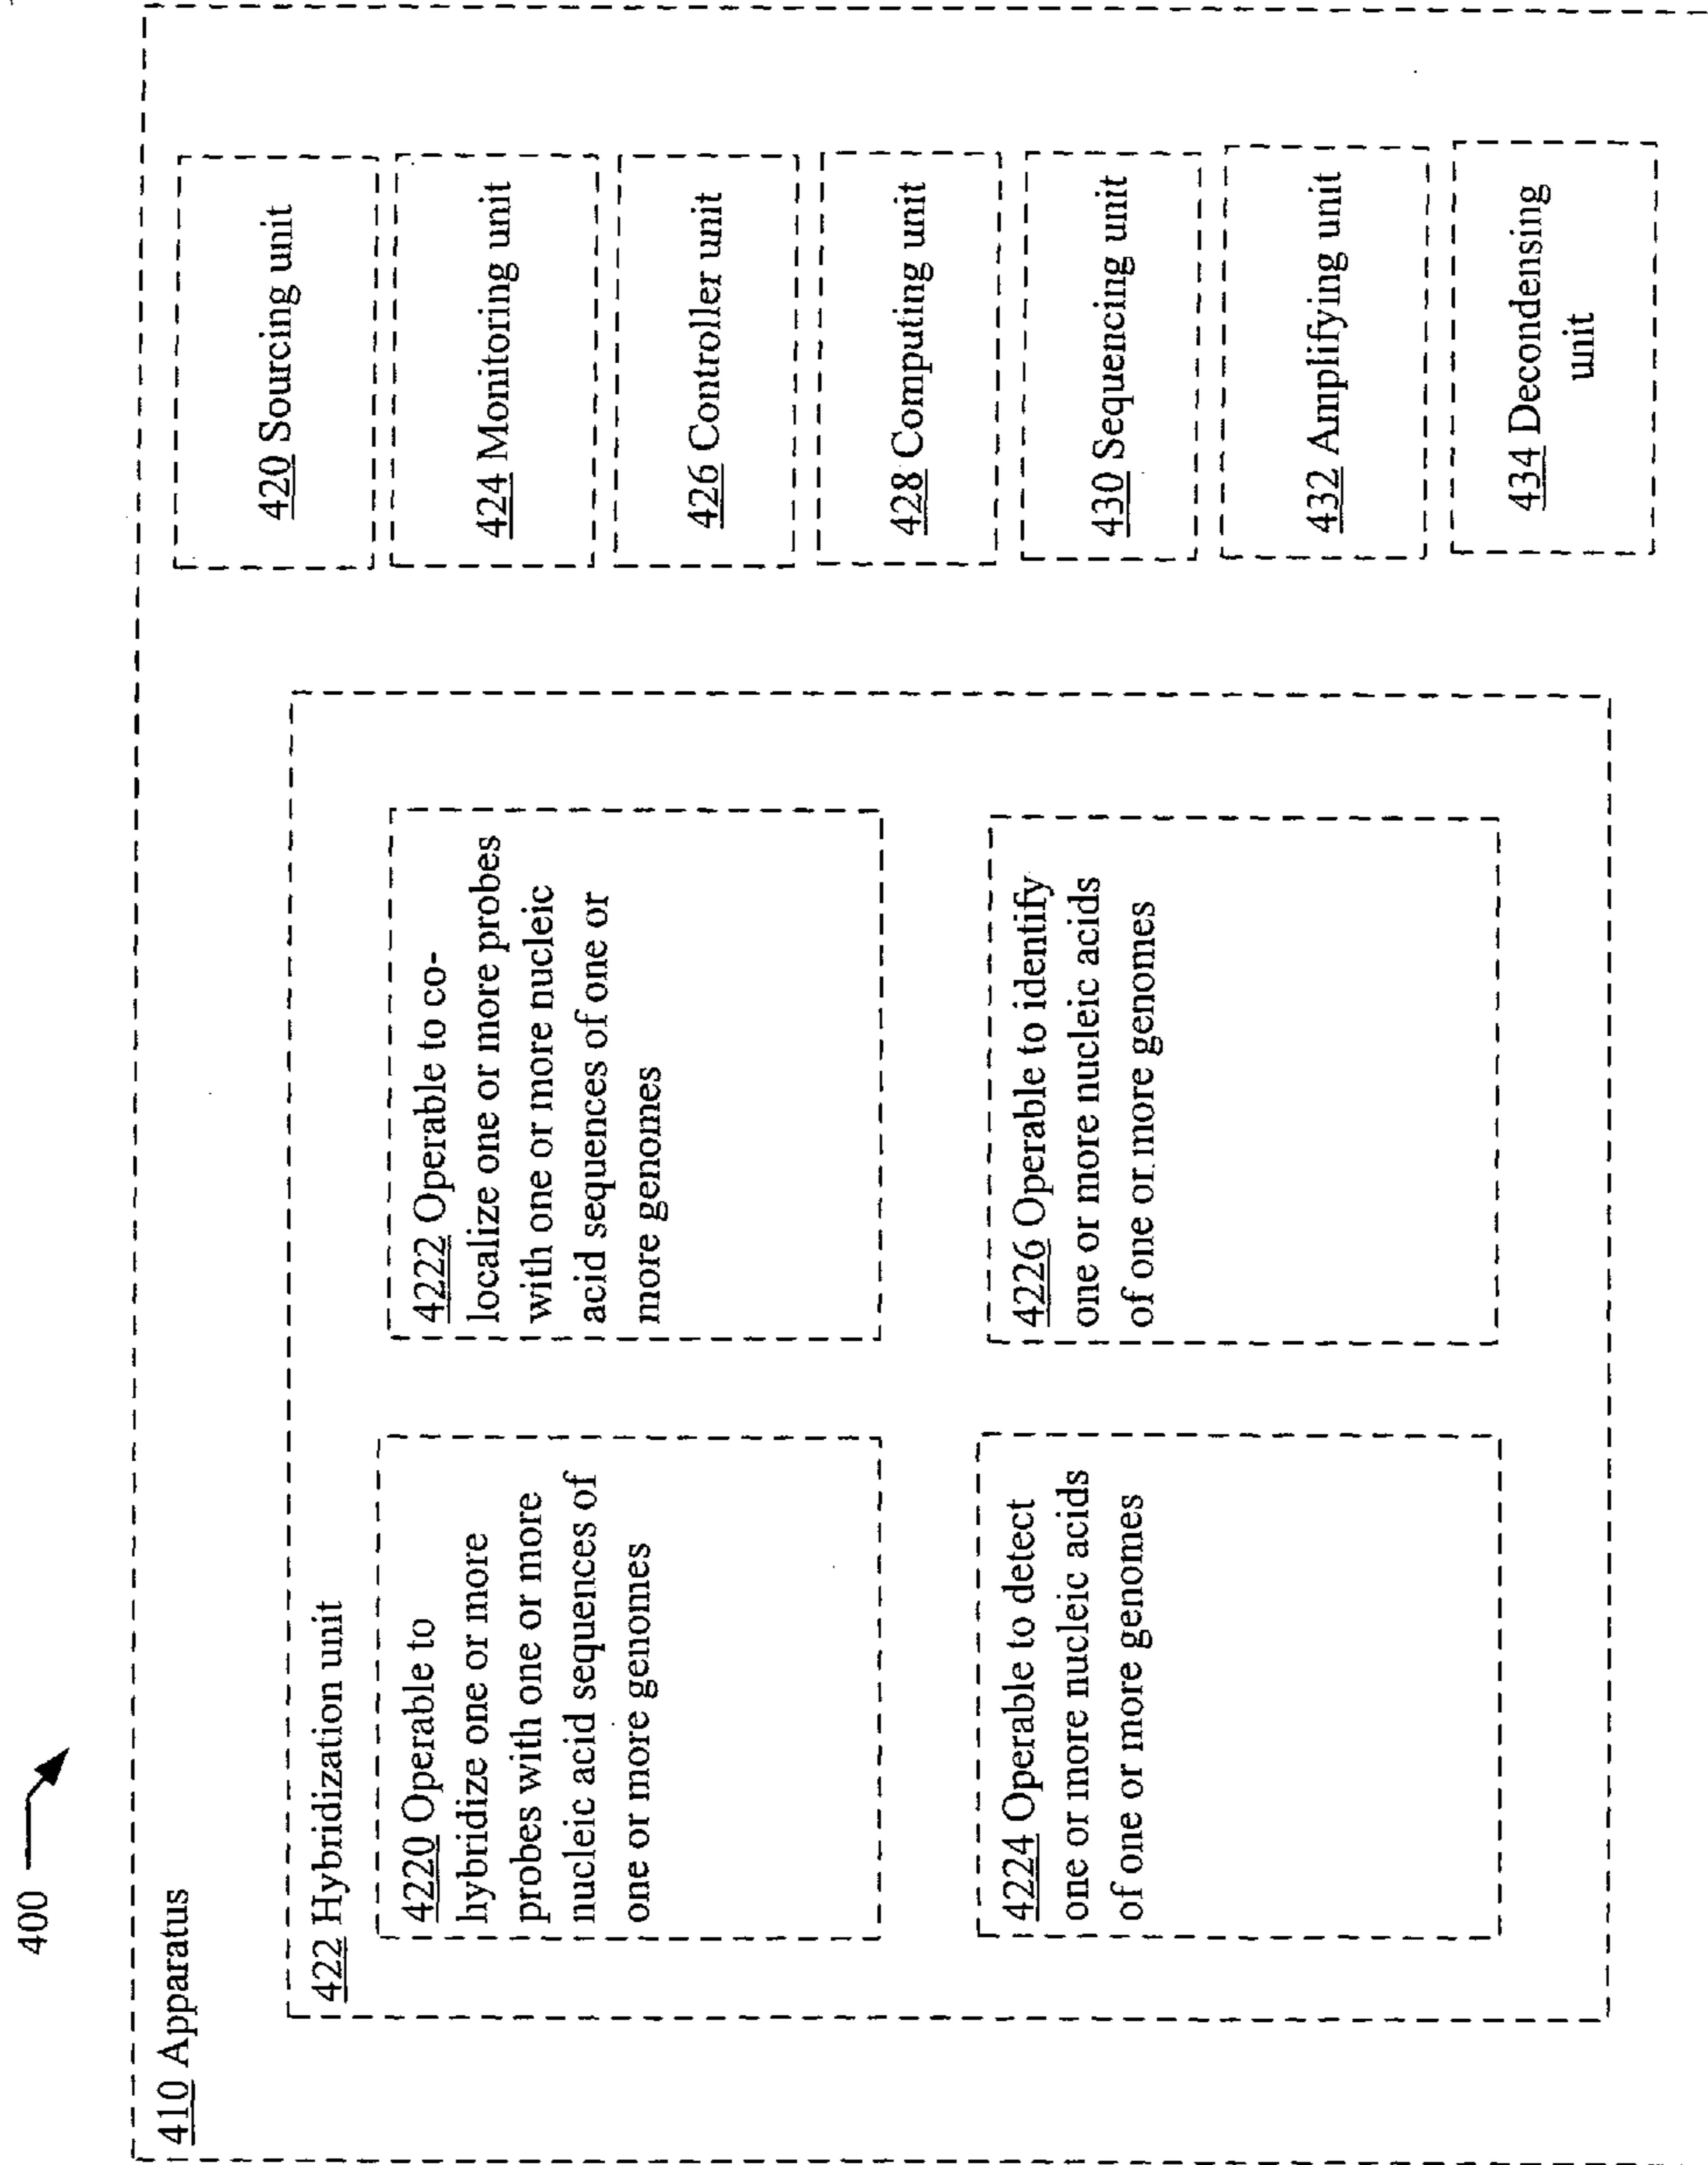 400
410 Apparatus
422 Hybridization unit
4220 Operable to
hybridize one or more
probes with one or more
nucleic acid sequences of
one or more genomes
4222 Operable to co-
localize one or more probes
with one or more nucleic
acid sequences of one or
more genomes
4224 Operable to detect
one or more nucleic acids
of one or more genomes
4226 Operable to identify
one or more nucleic acids
of one or more genomes
420 Sourcing unit
424 Monitoring unit
426 Controller unit
428 Computing unit
430 Sequencing unit
432 Amplifying unit
434 Decondensing
unit